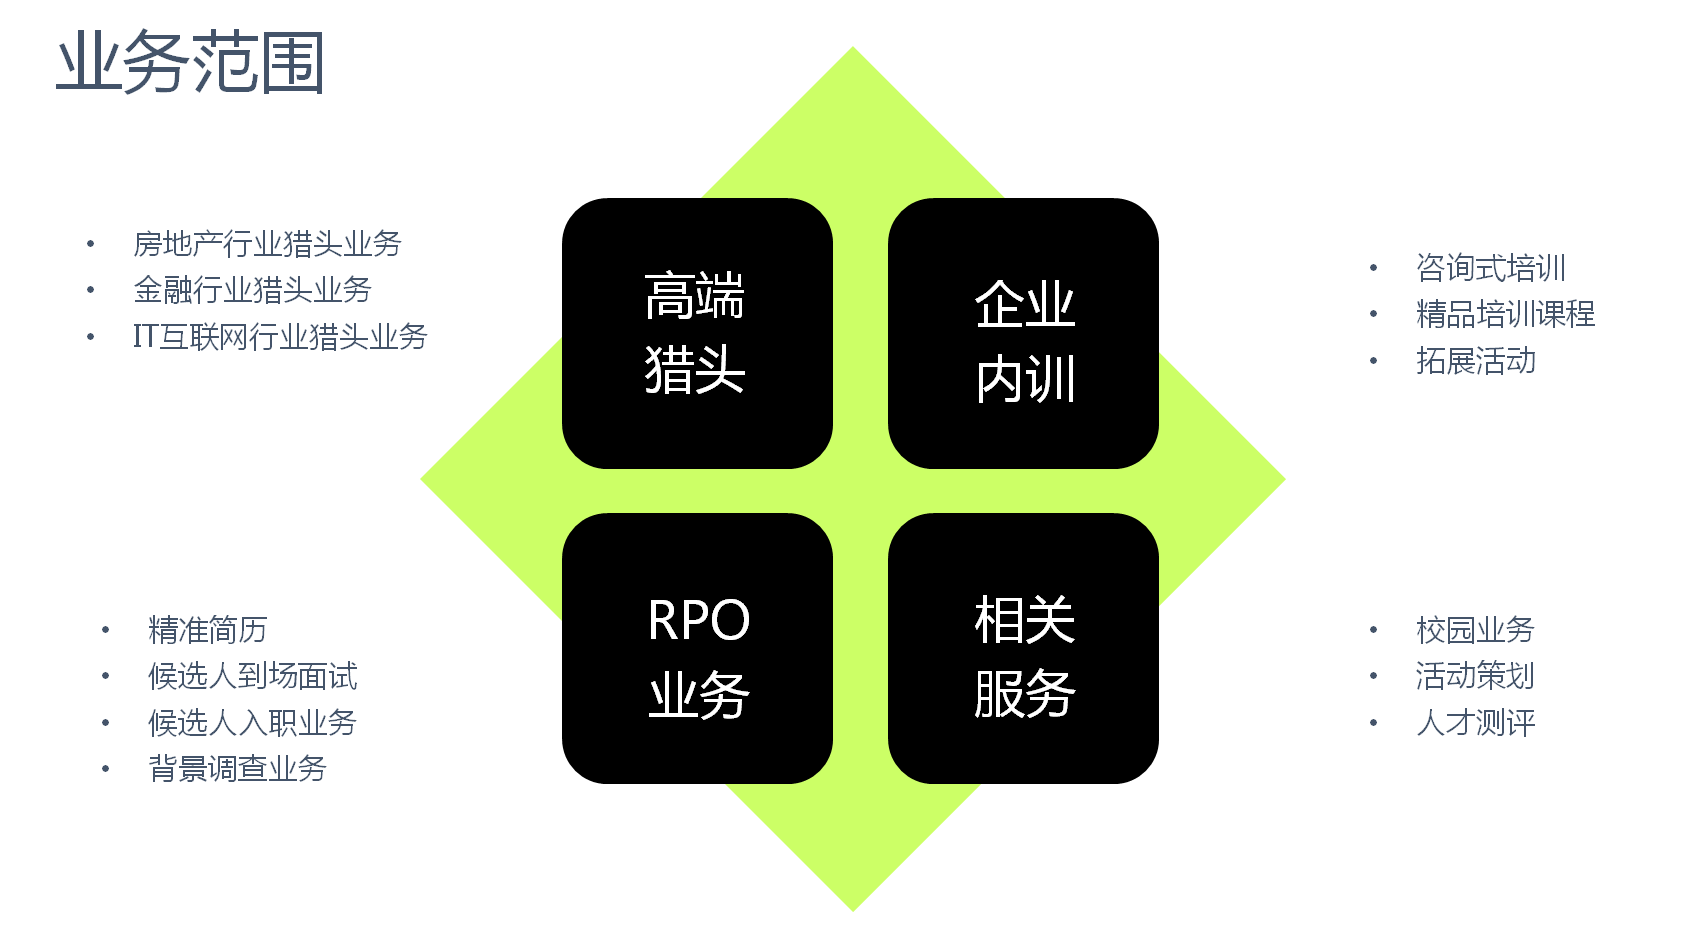 业务范围
• 房地产行业猎头业务
• 金融行业猎头业务
• IT互联网行业猎头业务
高端
猎头
企业
内训
• 咨询式培训
• 精品培训课程
• 拓展活动
• 精准简历
• 候选人到场面试
• 候选人入职业务
• 背景调查业务
RPO
业务
相关
服务
• 校园业务
• 活动策划
• 人才测评